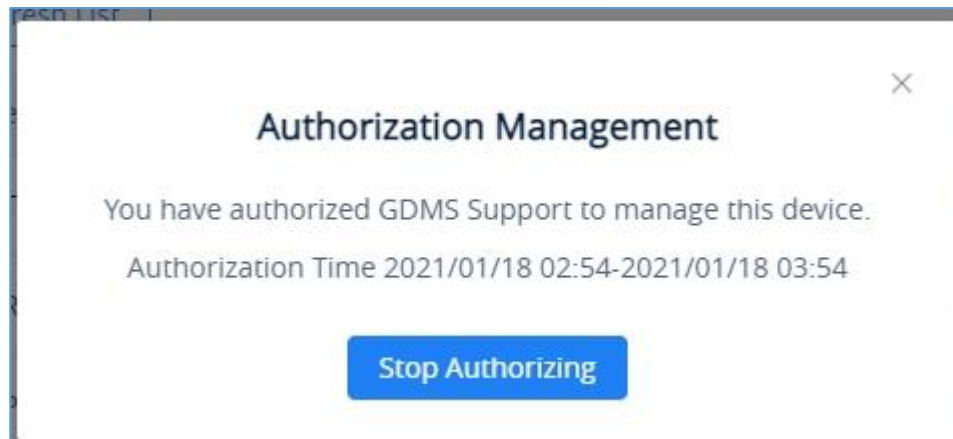 Authorization Management
You have authorized GDMS Support to manage this device.
Authorization Time 2021/01/18 02:54-2021/01/18 03:54
Stop Authorizing